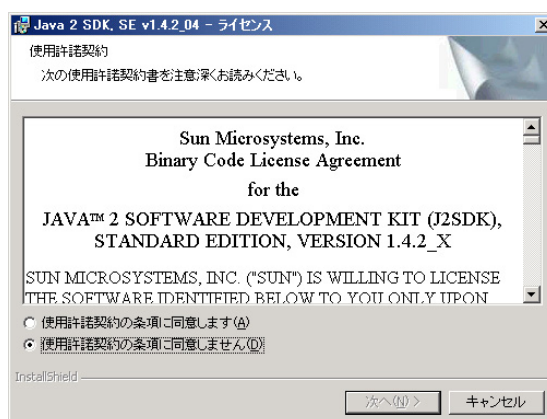 Java 2 SDK, SE v1.4.2_04 - ライセンス
使用許諾契約
次の使用許諾契約書を注意深くお読みください。
Sun Microsystems, Inc.
Binary Code License Agreement
for the
JAVA™ 2 SOFTWARE DEVELOPMENT KIT (J2SDK),
STANDARD EDITION, VERSION 1.4.2_X
SUN MICROSYSTEMS, INC. ("SUN") IS WILLING TO LICENSE
THE SOFTWARE IDENTIFIED BELOW TO YOU ONLY UPON
使用許諾契約の条項に同意します(A)
使用許諾契約の条項に同意しません(D)
InstallShield
次へ(N) >
キャンセル